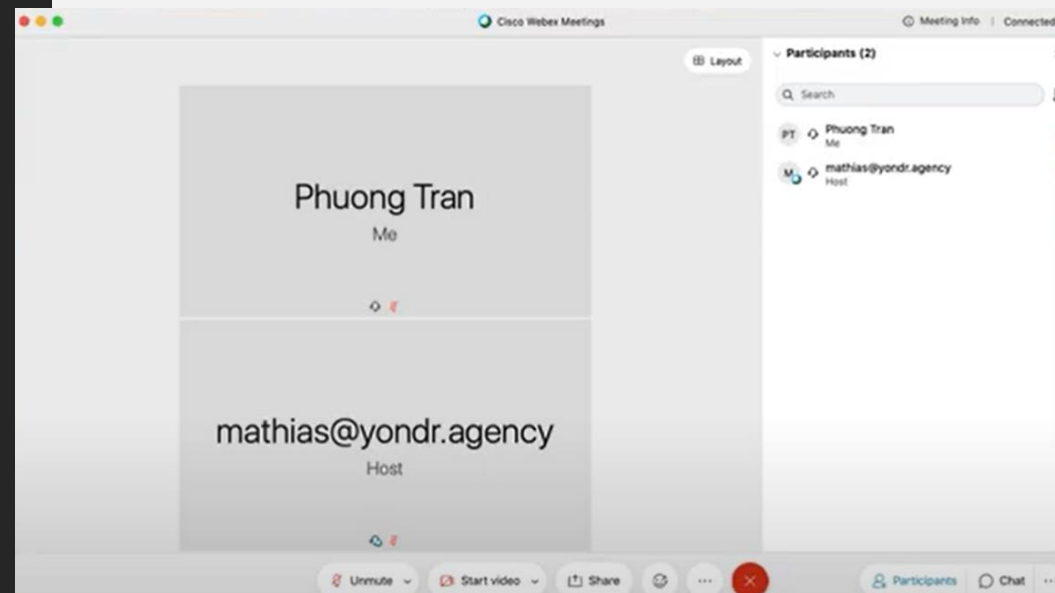 Cisco Webex Meetings
Meeting Info | Connected
Layout
Participants (2)
Search
Phuong Tran
Me
PT
Phuong Tran
Me
M
mathias@yondr.agency
Host
mathias@yondr.agency
Host
Unmute
Start video
Share
Participants
Chat